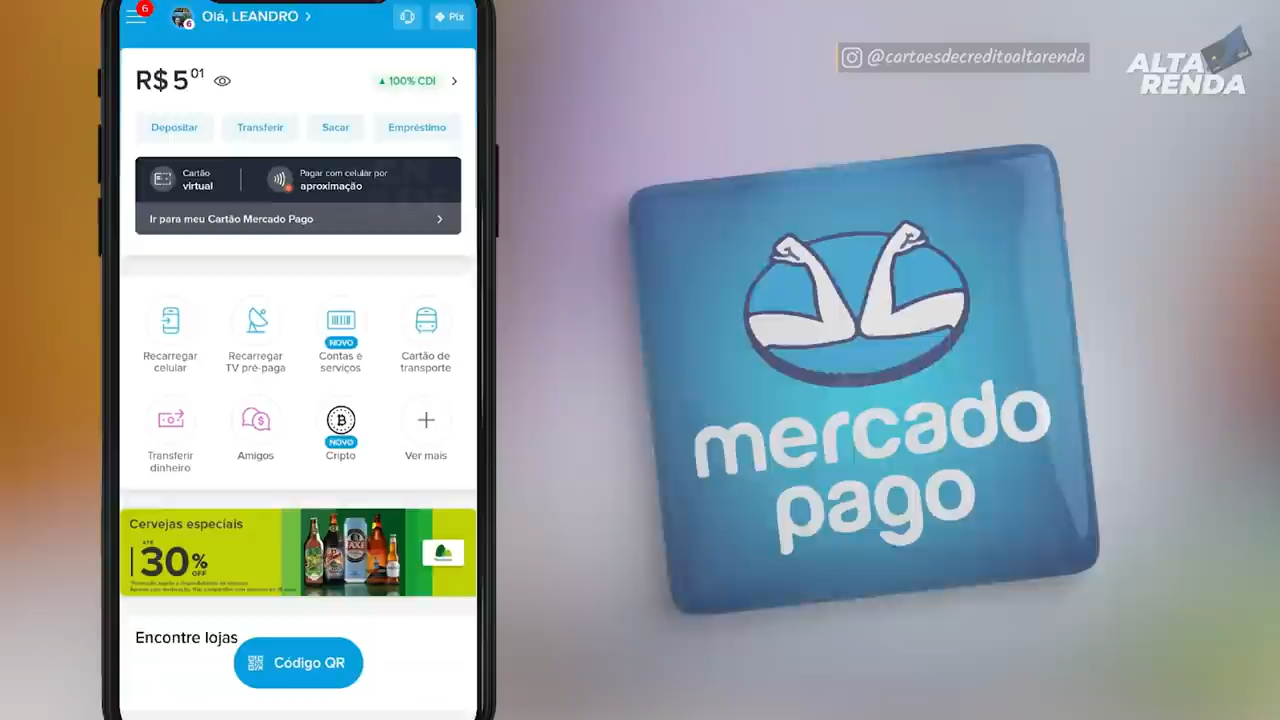 6
Olá, LEANDRO
6
Pix
R$ 5 01
100% CDI
Depositar
Transferir
Sacar
Empréstimo
Cartão
virtual
Pagar com celular por
aproximação
Ir para meu Cartão Mercado Pago
Recarregar
celular
Recarregar
TV pré-paga
NOVO
Contas e
serviços
Cartão de
transporte
Transferir
dinheiro
Amigos
NOVO
Cripto
Ver mais
Cervejas especiais
ATÉ
30%
OFF
Encontre lojas
Código QR
@cartoesdecreditoaltarenda
ALTA
RENDA
mercado
pago